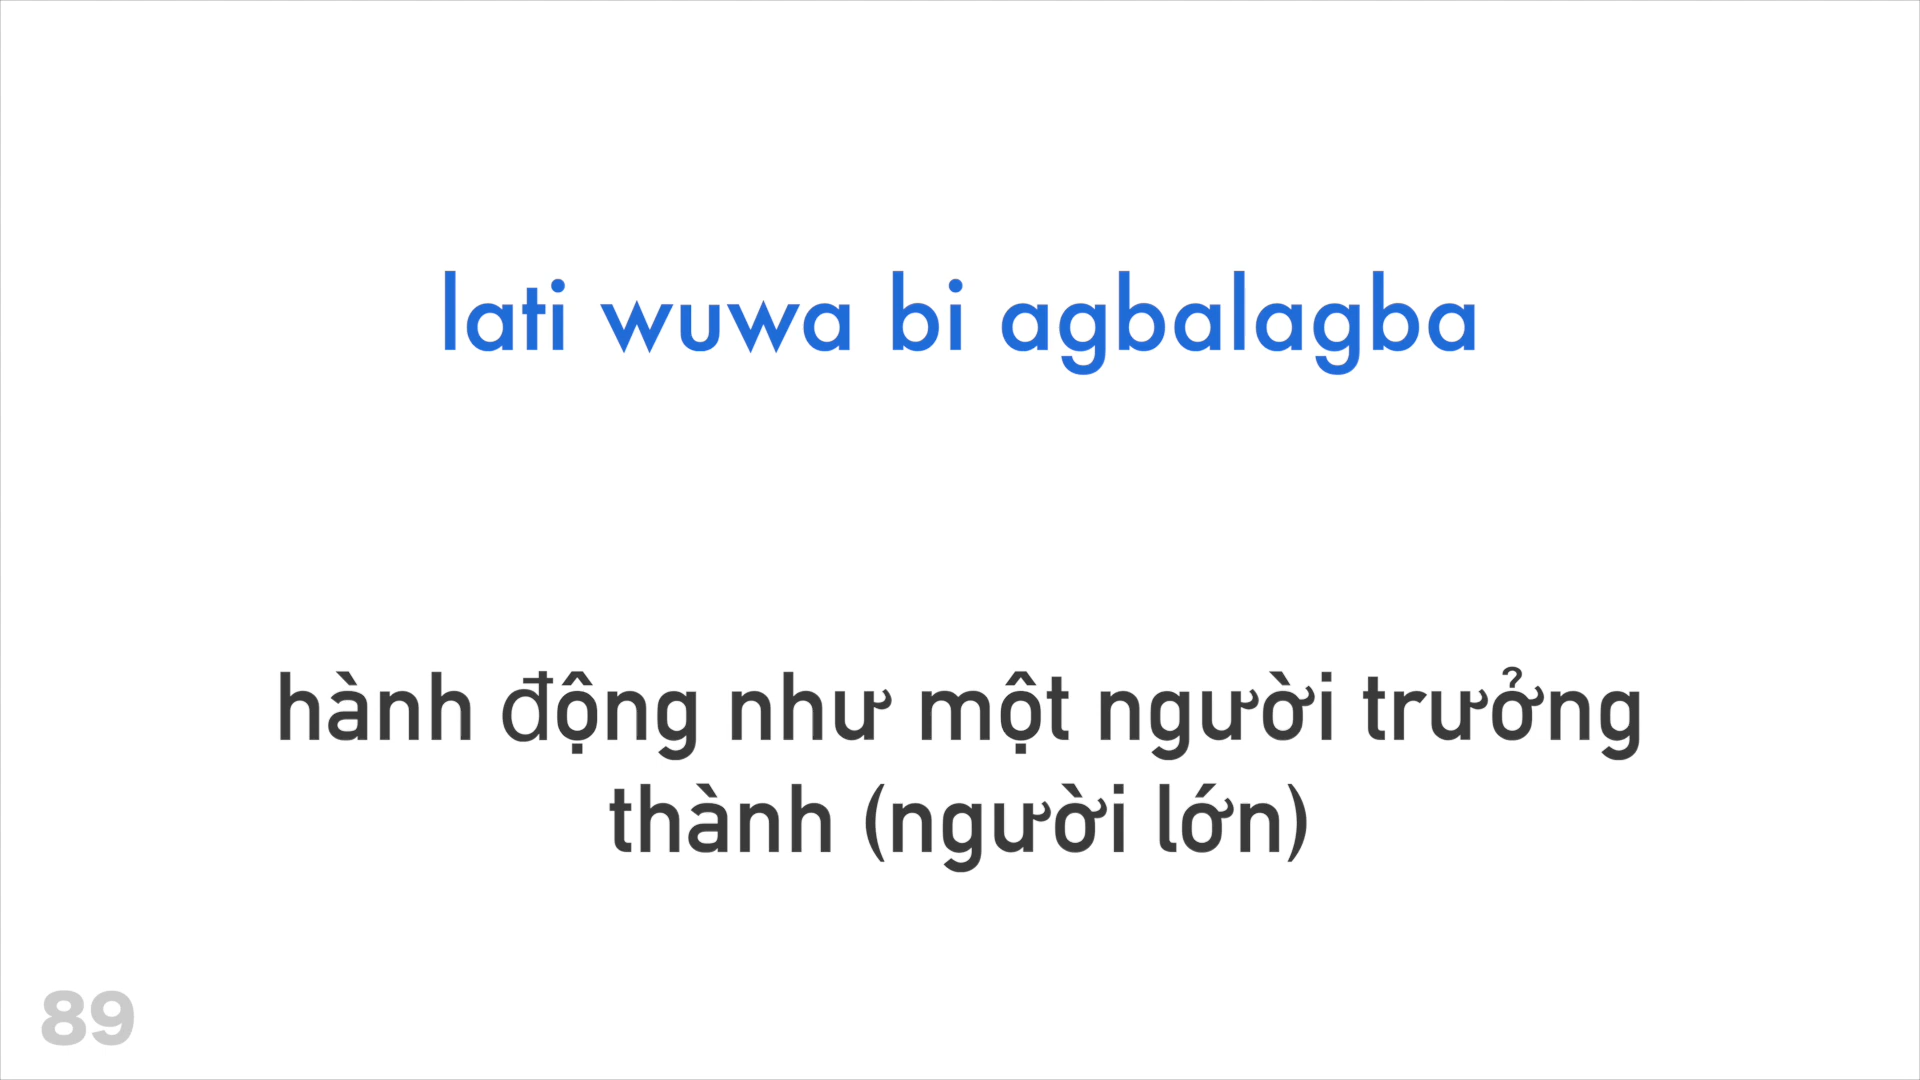 lati wuwa bi agbalagba
hành động như một người trưởng
thành (người lớn)
89